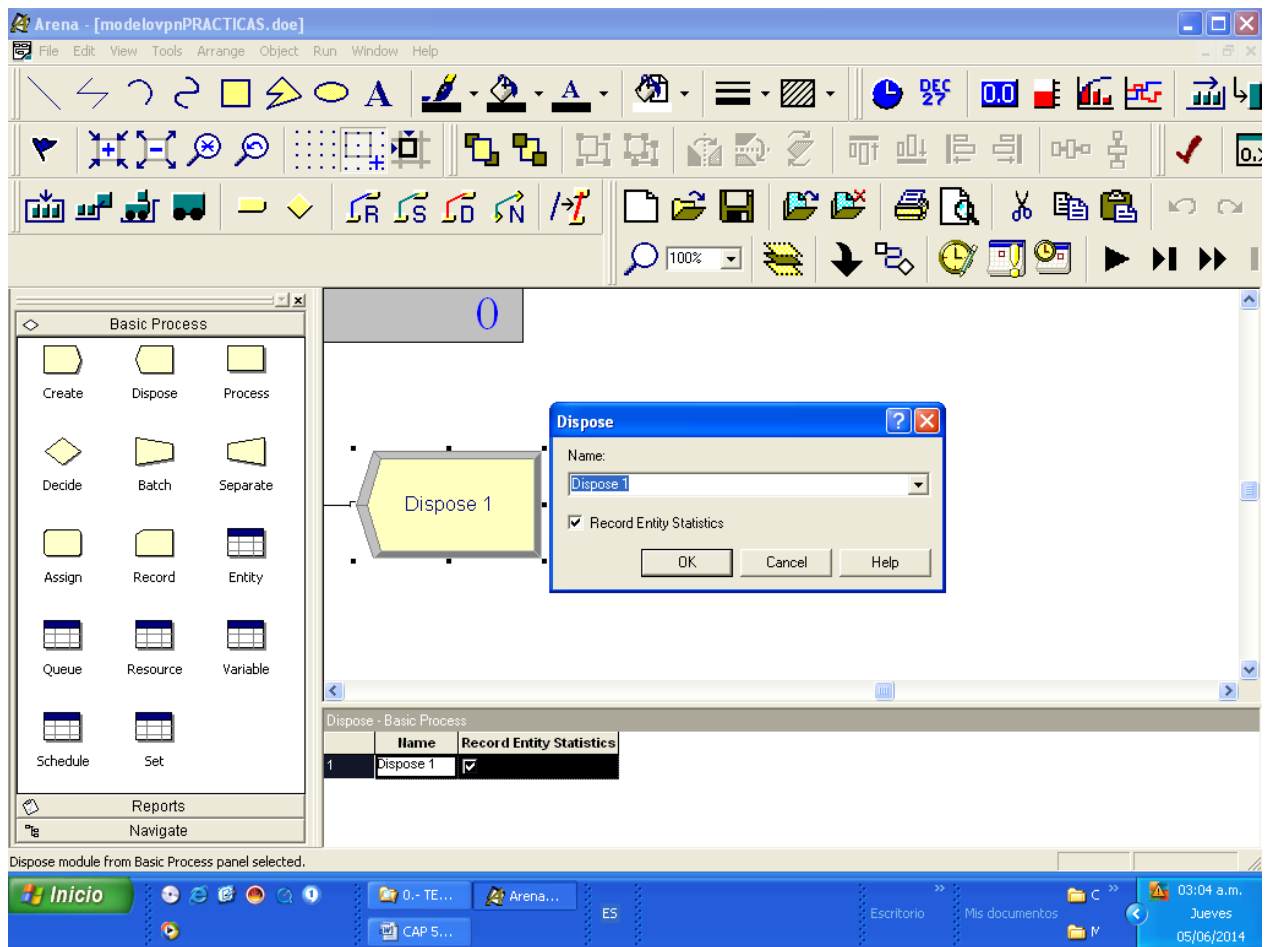 Arena - [modelovpnPRACTICAS.doe]
File Edit View Tools Arrange Object Run Window Help
A A DEC 27 0.0
R S D N
100%
Basic Process
Create Dispose Process
Decide Batch Separate
Assign Record Entity
Queue Resource Variable
Schedule Set
Reports
Navigate
0
Dispose 1
Dispose
Name:
Dispose 1
Record Entity Statistics
OK Cancel Help
Dispose - Basic Process
Name Record Entity Statistics
1 Dispose 1
Dispose module from Basic Process panel selected.
Inicio
0.- TE... Arena...
CAP 5...
ES
Escritorio
Mis documentos
03:04 a.m.
Jueves
05/06/2014